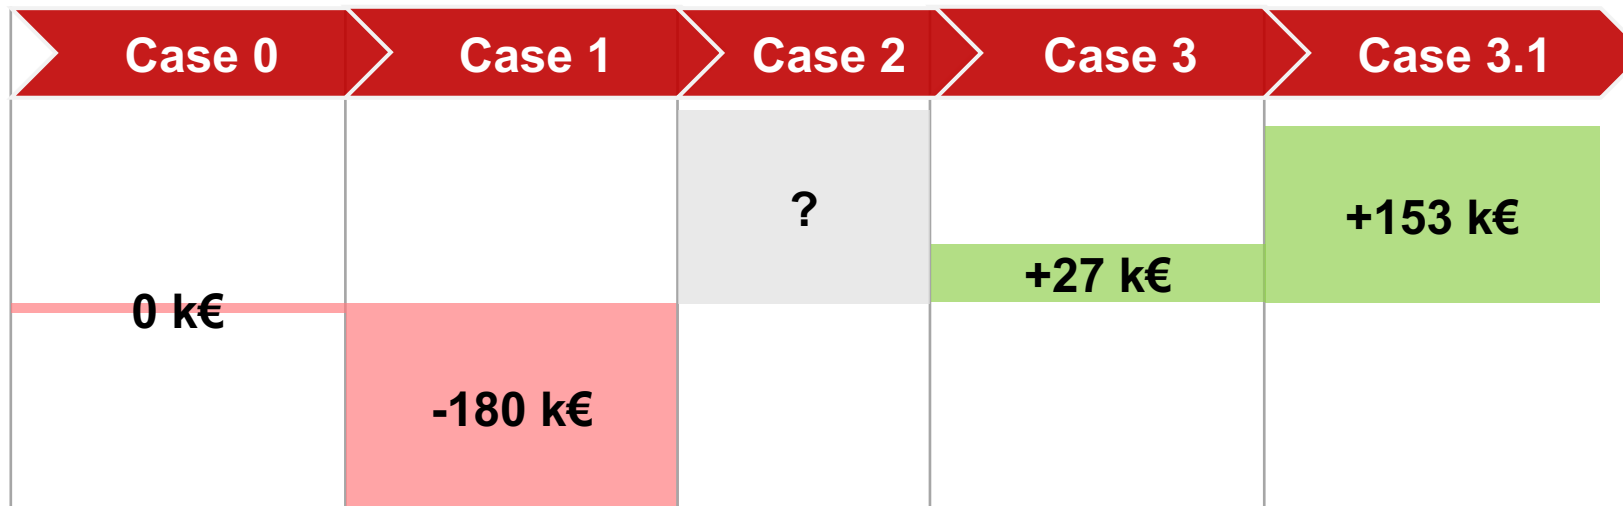 Case 0
Case 1
Case 2
Case 3
Case 3.1
0 k€
-180 k€
?
+27 k€
+153 k€